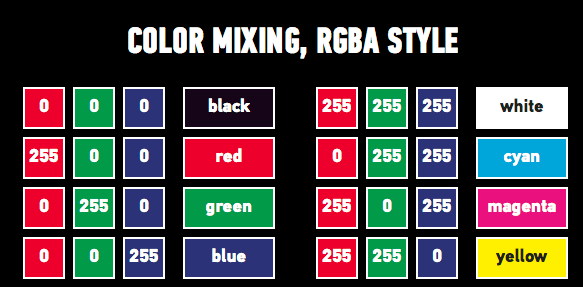 COLOR MIXING, RGBA STYLE
0 0 0 black 255 255 255 white
255 0 0 red 0 255 255 cyan
0 255 0 green 255 0 255 magenta
0 0 255 blue 255 255 0 yellow